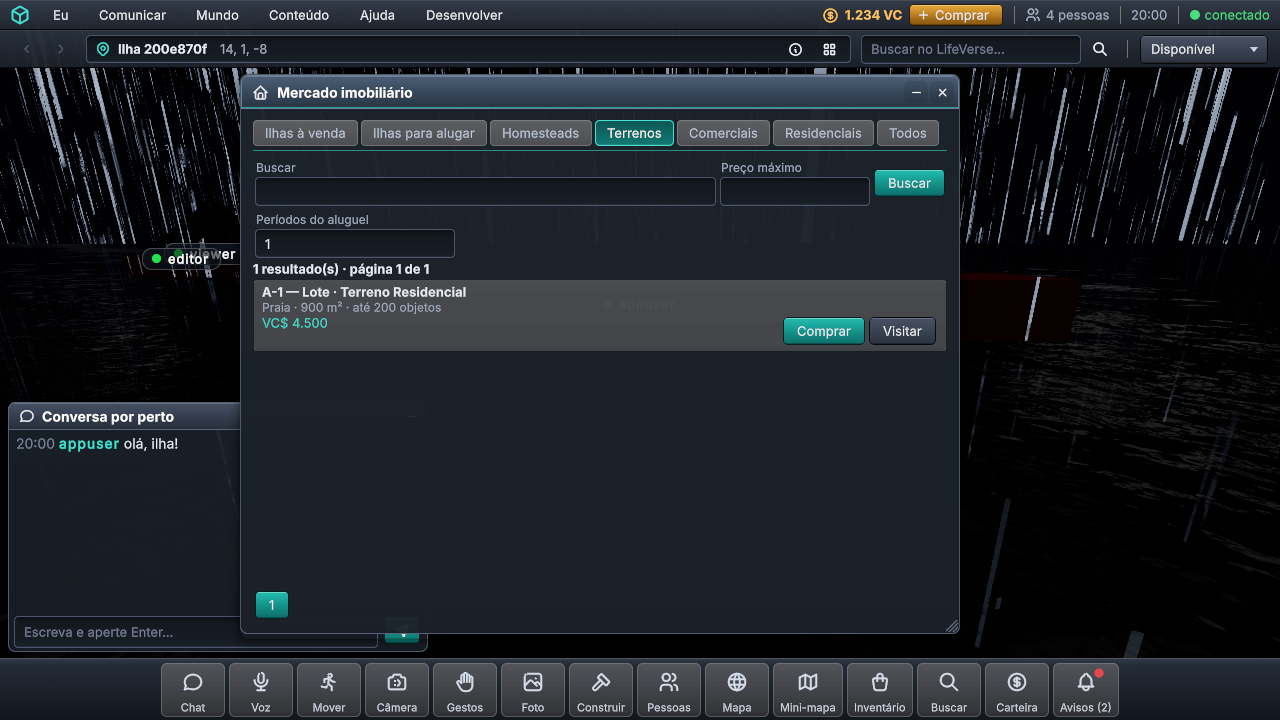 Eu Comunicar Mundo Conteúdo Ajuda Desenvolver 1.234 VC + Comprar 4 pessoas 20:00 conectado
Ilha 200e870f 14, 1, -8 Buscar no LifeVerse... Disponível
Mercado imobiliário
Ilhas à venda Ilhas para alugar Homesteads Terrenos Comerciais Residenciais Todos
Buscar Preço máximo
Buscar
Períodos do aluguel
1
viewer
editor
1 resultado(s) · página 1 de 1
A-1 — Lote · Terreno Residencial
Praia · 900 m² · até 200 objetos
appuser
VC$ 4.500
Comprar Visitar
Conversa por perto
20:00 appuser olá, ilha!
1
Escreva e aperte Enter...
Chat Voz Mover Câmera Gestos Foto Construir Pessoas Mapa Mini-mapa Inventário Buscar Carteira Avisos (2)